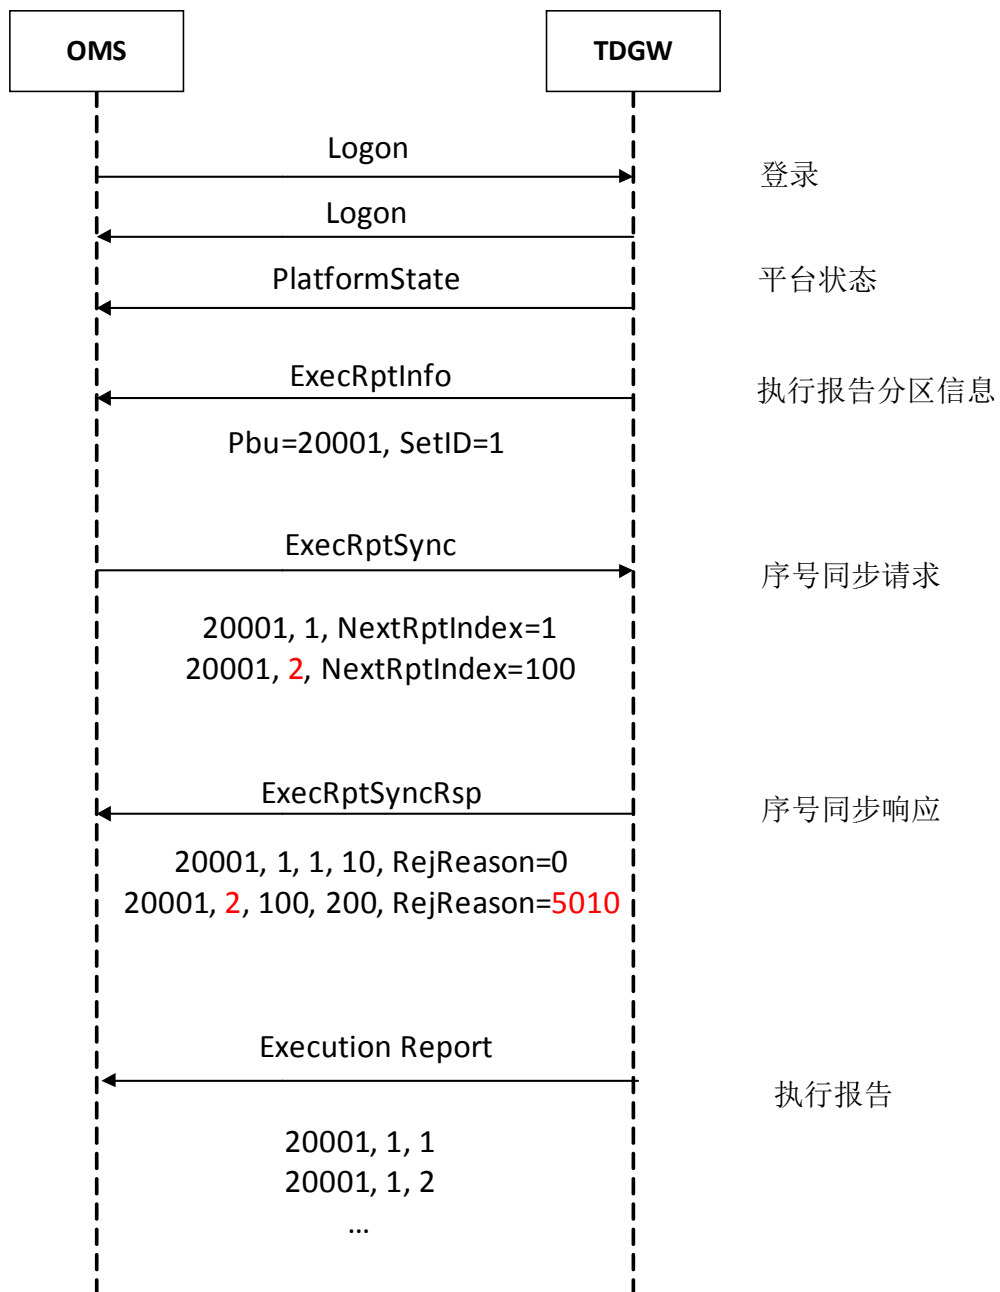 OMS
TDGW
Logon
登录
Logon
PlatformState
平台状态
ExecRptInfo
执行报告分区信息
Pbu=20001, SetID=1
ExecRptSync
序号同步请求
20001, 1, NextRptIndex=1
20001, 2, NextRptIndex=100
ExecRptSyncRsp
序号同步响应
20001, 1, 1, 10, RejReason=0
20001, 2, 100, 200, RejReason=5010
Execution Report
执行报告
20001, 1, 1
20001, 1, 2
...